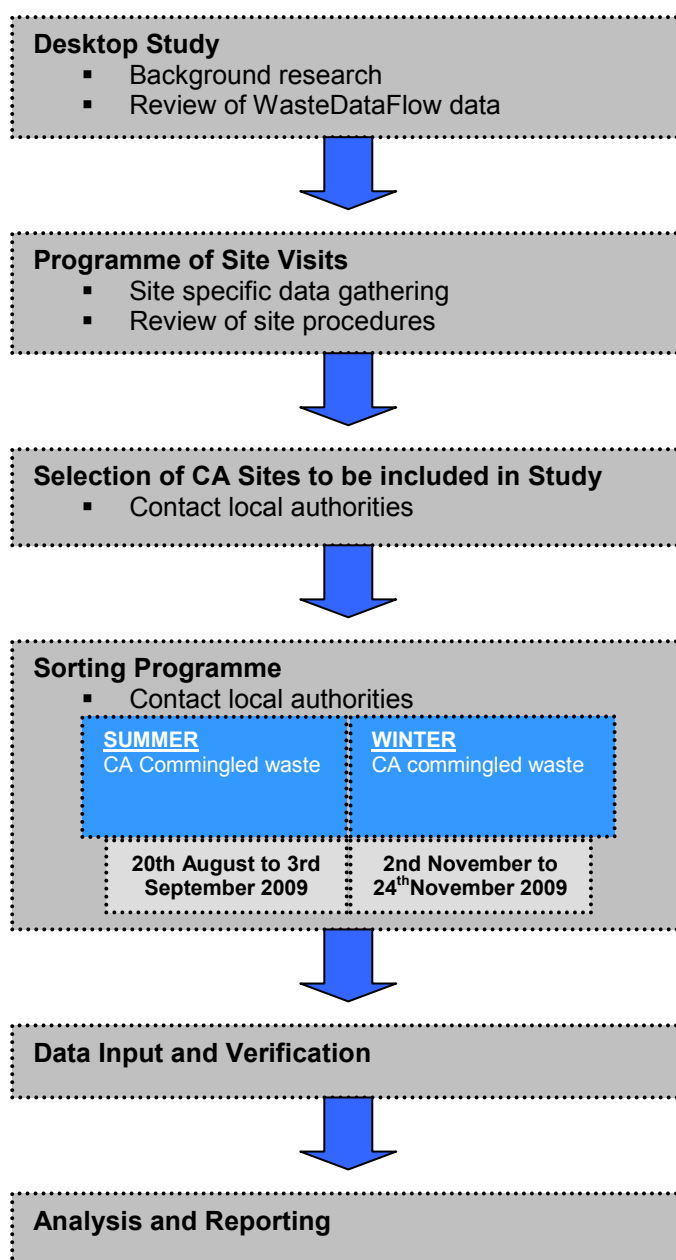 Desktop Study
▪ Background research
▪ Review of WasteDataFlow data
Programme of Site Visits
▪ Site specific data gathering
▪ Review of site procedures
Selection of CA Sites to be included in Study
▪ Contact local authorities
Sorting Programme
▪ Contact local authorities
SUMMER
CA Commingled waste
WINTER
CA commingled waste
20th August to 3rd
September 2009
2nd November to
24thNovember 2009
Data Input and Verification
Analysis and Reporting